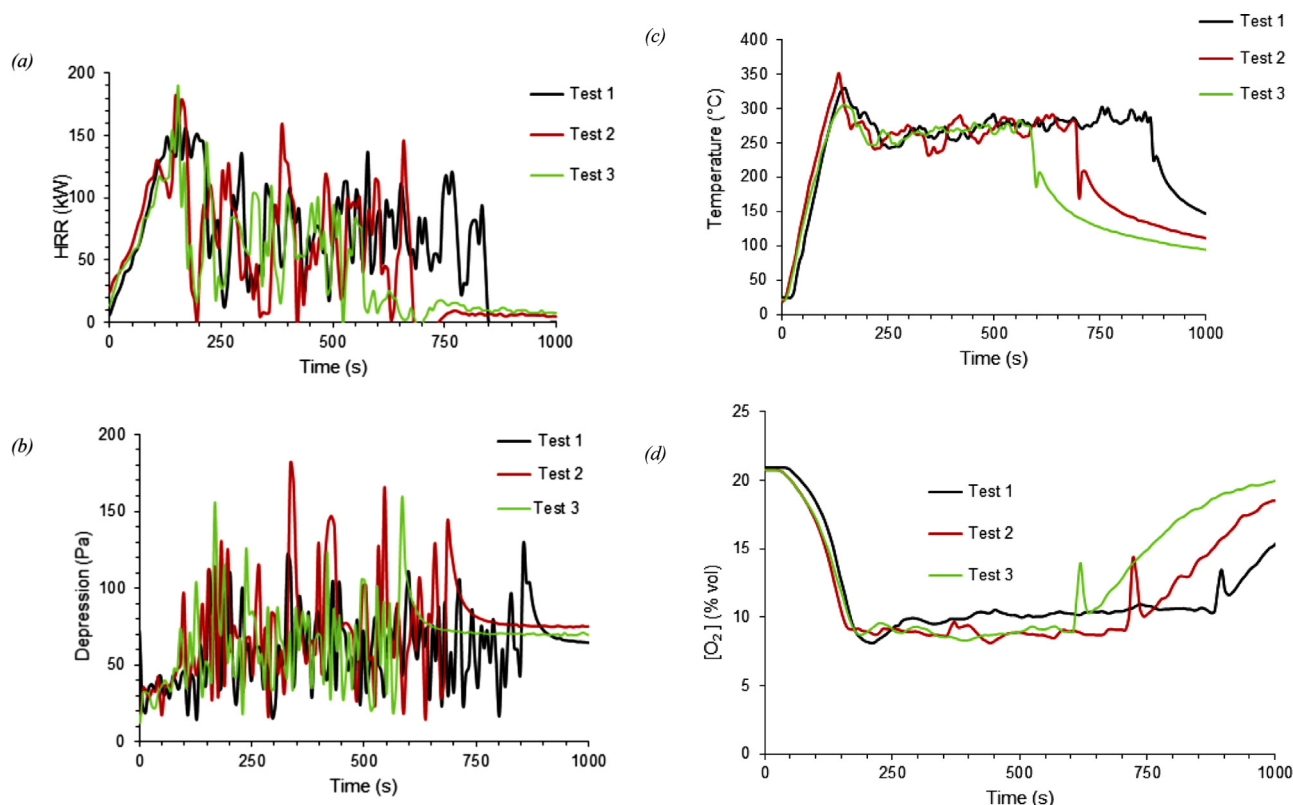 (a)
200
150
100
50
0
HRR (kW)
0 250 500 750 1000
Time (s)
Test 1
Test 2
Test 3
(c)
400
350
300
250
200
150
100
50
0
Temperature (°C)
0 250 500 750 1000
Time (s)
Test 1
Test 2
Test 3
(b)
200
150
100
50
0
Depression (Pa)
0 250 500 750 1000
Time (s)
Test 1
Test 2
Test 3
(d)
25
20
15
10
5
0
[O₂] (% vol)
0 250 500 750 1000
Time (s)
Test 1
Test 2
Test 3